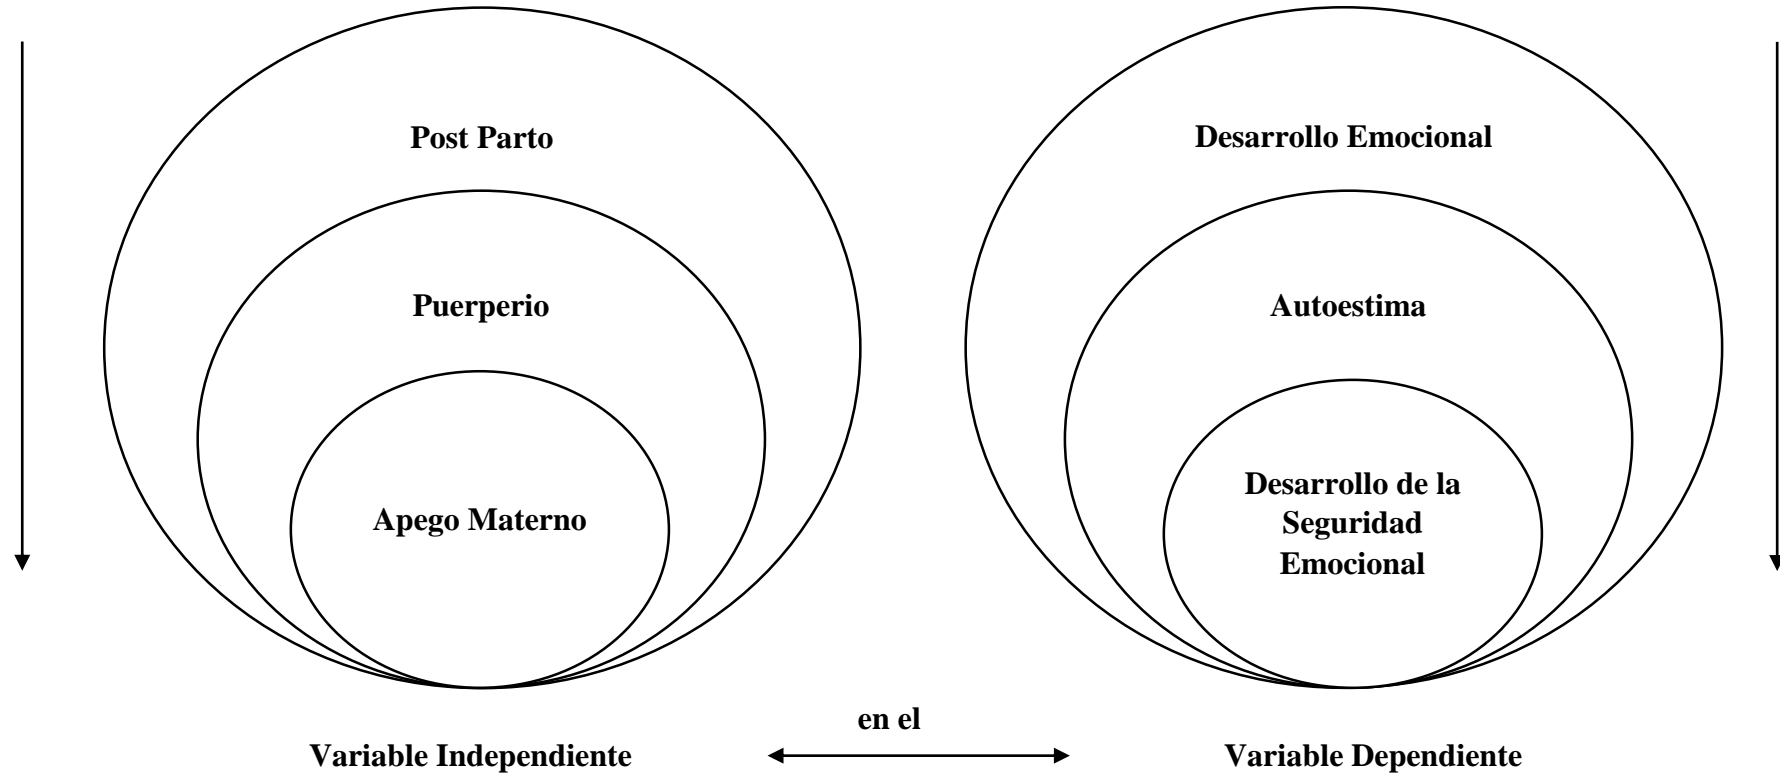 Post Parto
Puerperio
Apego Materno
Desarrollo Emocional
Autoestima
Desarrollo de la
Seguridad
Emocional
Variable Independiente
en el
Variable Dependiente